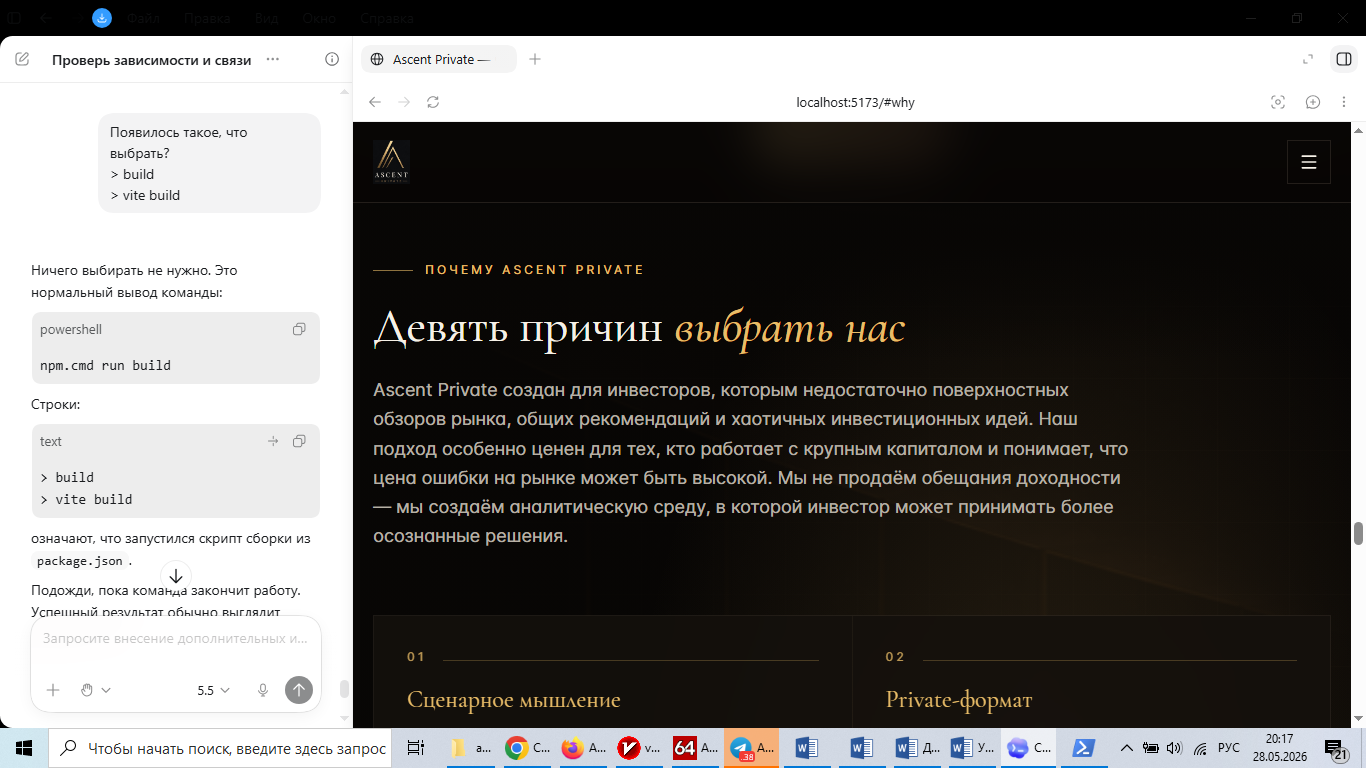 Файл Правка Вид Окно Справка
Проверь зависимости и связи ···
Появилось такое, что
выбрать?
> build
> vite build
Ничего выбирать не нужно. Это
нормальный вывод команды:
powershell
npm.cmd run build
Строки:
text
> build
> vite build
означают, что запустился скрипт сборки из
package.json .
Подожди, пока команда закончит работу.
Успешный результат обычно выглядит
Запросите внесение дополнительных и...
5.5
Ascent Private —
localhost:5173/#why
ASCENT
ПОЧЕМУ ASCENT PRIVATE
Девять причин выбрать нас
Ascent Private создан для инвесторов, которым недостаточно поверхностных
обзоров рынка, общих рекомендаций и хаотичных инвестиционных идей. Наш
подход особенно ценен для тех, кто работает с крупным капиталом и понимает, что
цена ошибки на рынке может быть высокой. Мы не продаём обещания доходности
— мы создаём аналитическую среду, в которой инвестор может принимать более
осознанные решения.
01
Сценарное мышление
02
Private-формат
Чтобы начать поиск, введите здесь запрос
a...
C...
A...
v...
64 A...
.38 A...
Д...
У...
C...
РУС
20:17
28.05.2026
21